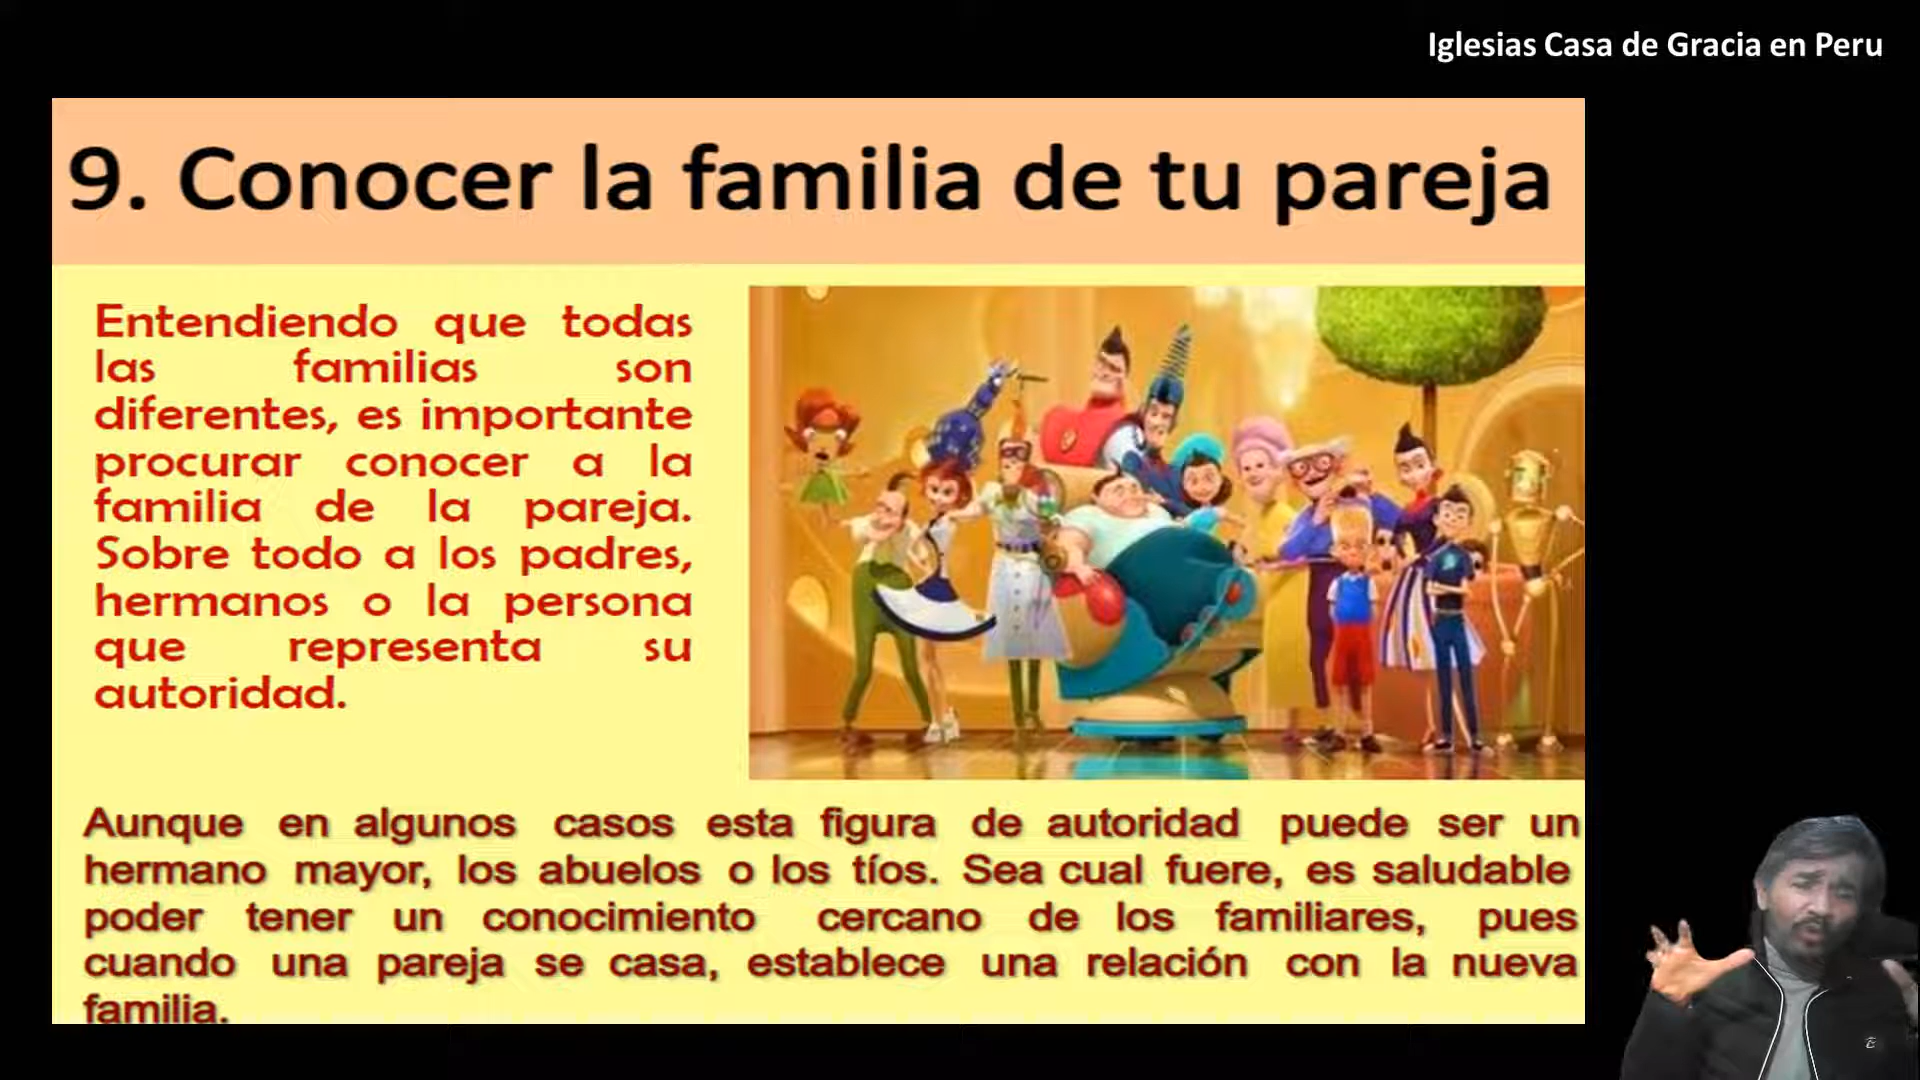 Iglesias Casa de Gracia en Peru
9. Conocer la familia de tu pareja
Entendiendo que todas
las familias son
diferentes, es importante
procurar conocer a la
familia de la pareja.
Sobre todo a los padres,
hermanos o la persona
que representa su
autoridad.
Aunque en algunos casos esta figura de autoridad puede ser un
hermano mayor, los abuelos o los tíos. Sea cual fuere, es saludable
poder tener un conocimiento cercano de los familiares, pues
cuando una pareja se casa, establece una relación con la nueva
familia.